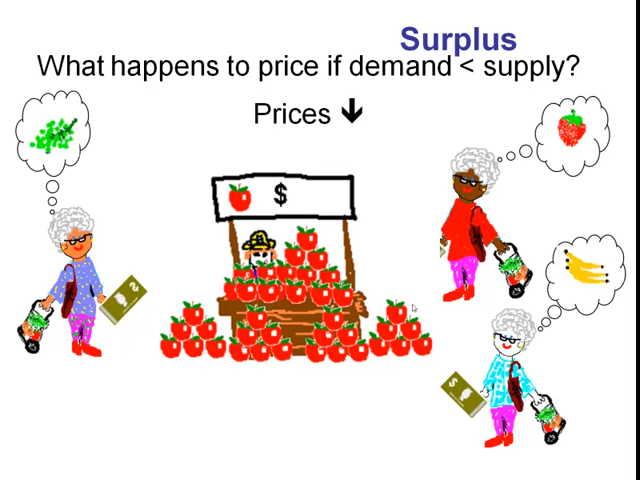 Surplus
What happens to price if demand < supply?
Prices 🡇
$
$
$